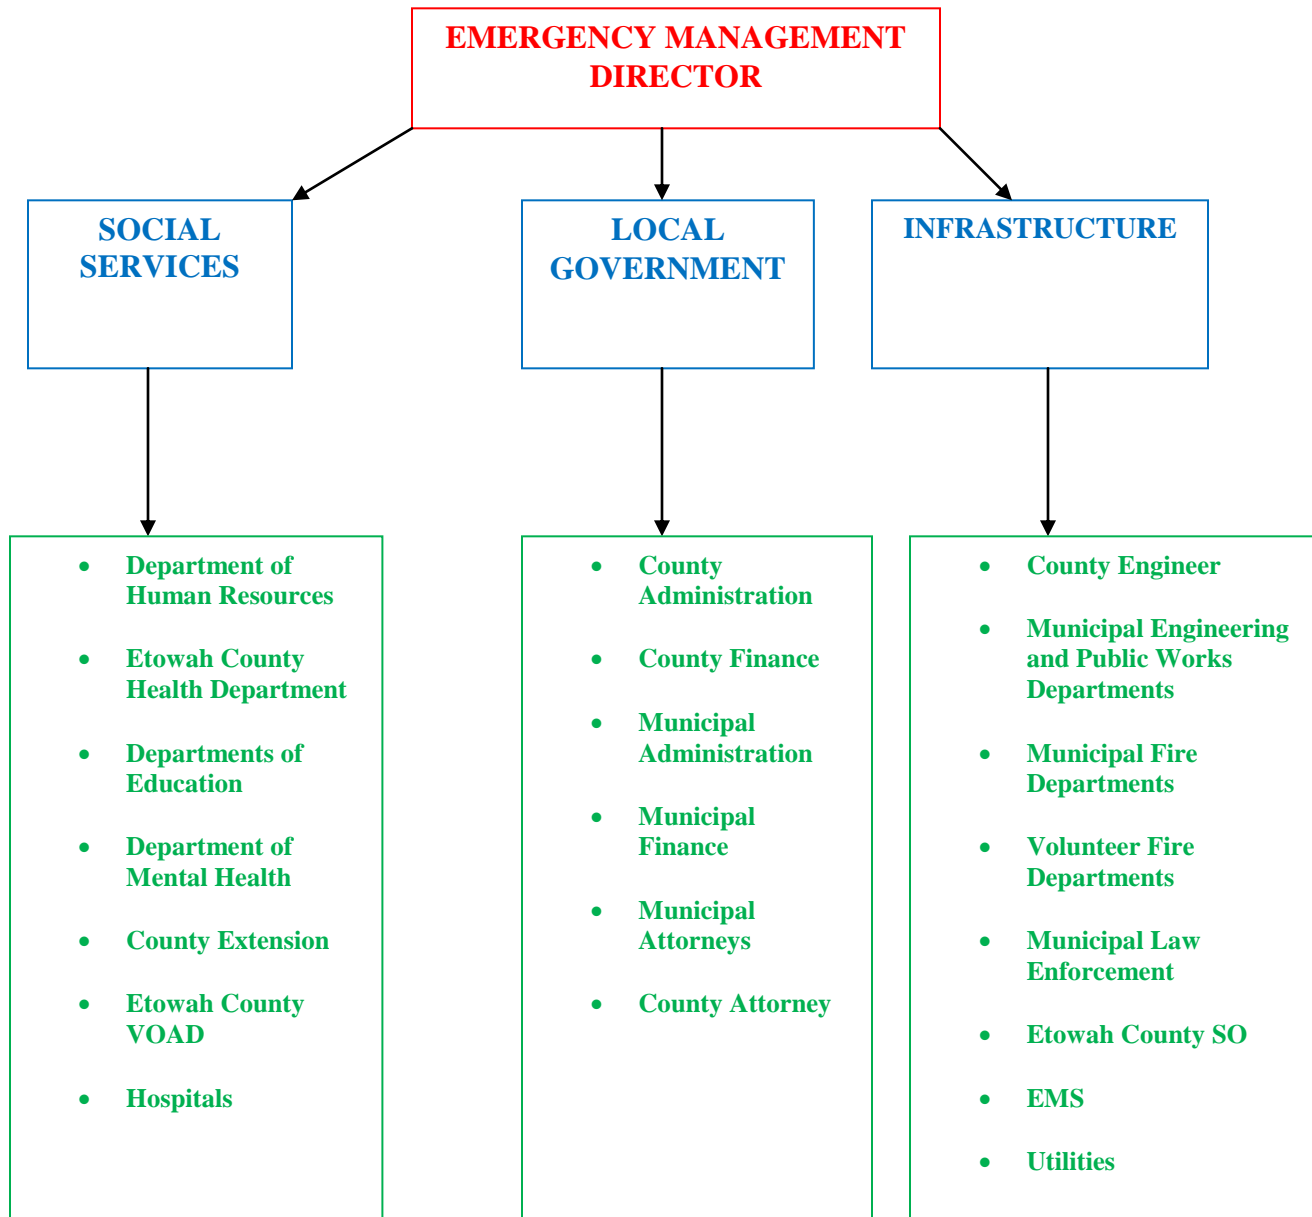 EMERGENCY MANAGEMENT
DIRECTOR
SOCIAL
SERVICES
LOCAL
GOVERNMENT
INFRASTRUCTURE
• Department of
Human Resources
• Etowah County
Health Department
• Departments of
Education
• Department of
Mental Health
• County Extension
• Etowah County
VOAD
• Hospitals
• County
Administration
• County Finance
• Municipal
Administration
• Municipal
Finance
• Municipal
Attorneys
• County Attorney
• County Engineer
• Municipal Engineering
and Public Works
Departments
• Municipal Fire
Departments
• Volunteer Fire
Departments
• Municipal Law
Enforcement
• Etowah County SO
• EMS
• Utilities